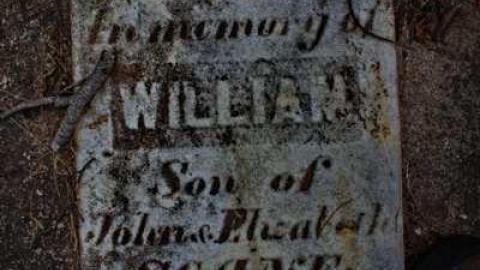 In memory of
WILLIAM
Son of
John & Elizabeth